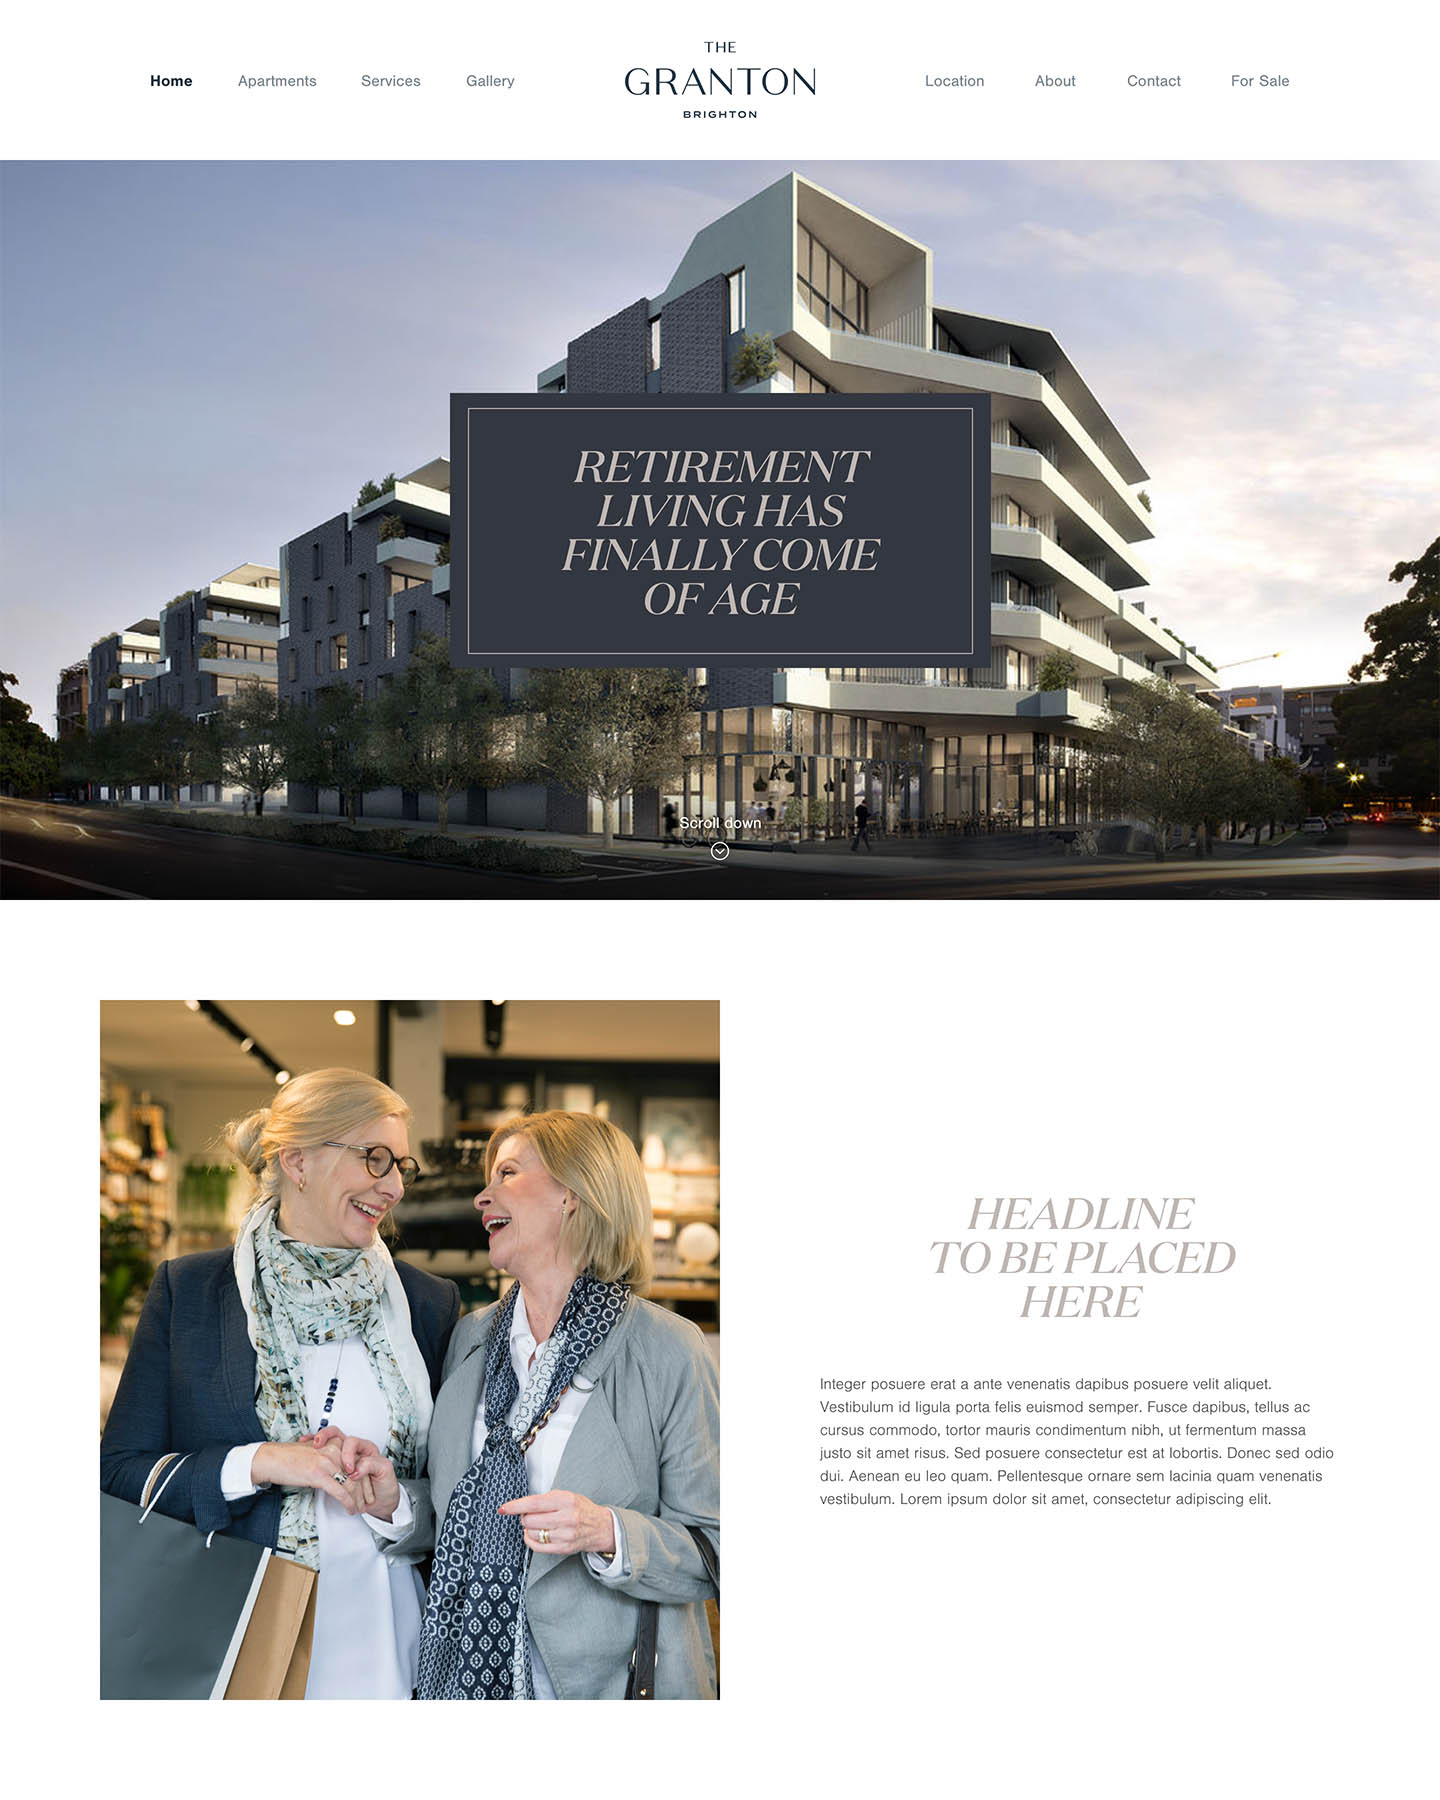 Home
Apartments
Services
Gallery
THE
GRANTON
BRIGHTON
Location
About
Contact
For Sale
RETIREMENT
LIVING HAS
FINALLY COME
OF AGE
Scroll down
HEADLINE
TO BE PLACED
HERE
Integer posuere erat a ante venenatis dapibus posuere velit aliquet.
Vestibulum id ligula porta felis euismod semper. Fusce dapibus, tellus ac
cursus commodo, tortor mauris condimentum nibh, ut fermentum massa
justo sit amet risus. Sed posuere consectetur est at lobortis. Donec sed odio
dui. Aenean eu leo quam. Pellentesque ornare sem lacinia quam venenatis
vestibulum. Lorem ipsum dolor sit amet, consectetur adipiscing elit.